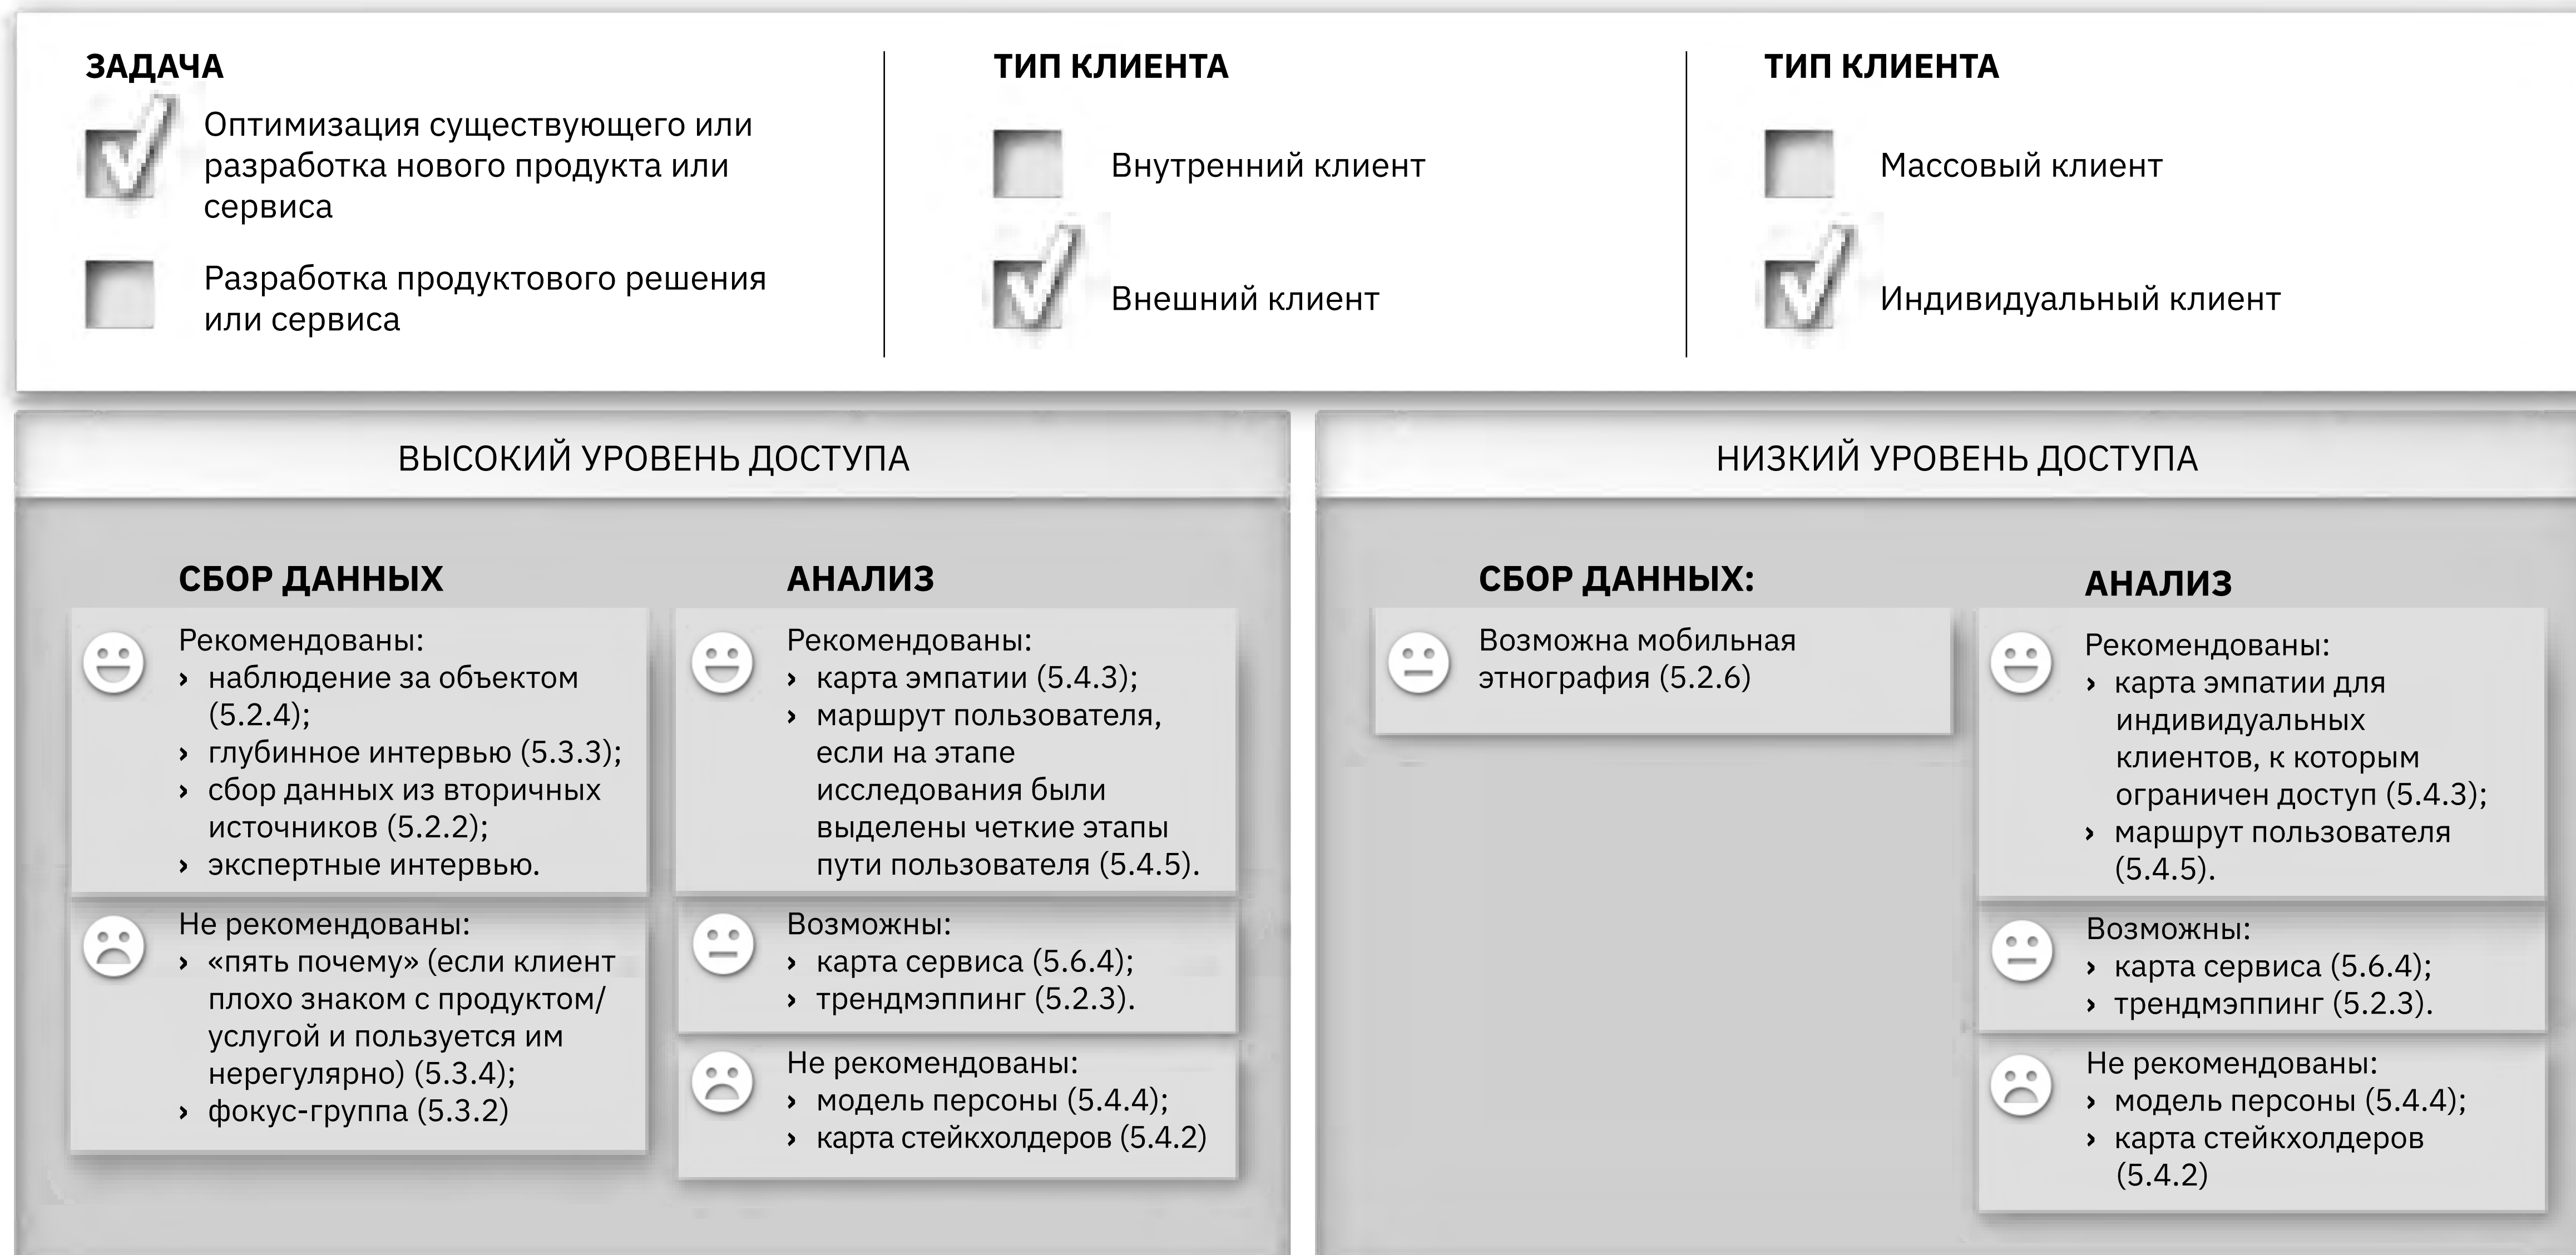 ЗАДАЧА
Оптимизация существующего или
разработка нового продукта или
сервиса
Разработка продуктового решения
или сервиса
ТИП КЛИЕНТА
Внутренний клиент
Внешний клиент
ТИП КЛИЕНТА
Массовый клиент
Индивидуальный клиент
ВЫСОКИЙ УРОВЕНЬ ДОСТУПА
СБОР ДАННЫХ
Рекомендованы:
› наблюдение за объектом
(5.2.4);
› глубинное интервью (5.3.3);
› сбор данных из вторичных
источников (5.2.2);
› экспертные интервью.
Не рекомендованы:
› «пять почему» (если клиент
плохо знаком с продуктом/
услугой и пользуется им
нерегулярно) (5.3.4);
› фокус-группа (5.3.2)
АНАЛИЗ
Рекомендованы:
› карта эмпатии (5.4.3);
› маршрут пользователя,
если на этапе
исследования были
выделены четкие этапы
пути пользователя (5.4.5).
Возможны:
› карта сервиса (5.6.4);
› трендмэппинг (5.2.3).
Не рекомендованы:
› модель персоны (5.4.4);
› карта стейкхолдеров (5.4.2)
НИЗКИЙ УРОВЕНЬ ДОСТУПА
СБОР ДАННЫХ:
Возможна мобильная
этнография (5.2.6)
АНАЛИЗ
Рекомендованы:
› карта эмпатии для
индивидуальных
клиентов, к которым
ограничен доступ (5.4.3);
› маршрут пользователя
(5.4.5).
Возможны:
› карта сервиса (5.6.4);
› трендмэппинг (5.2.3).
Не рекомендованы:
› модель персоны (5.4.4);
› карта стейкхолдеров
(5.4.2)